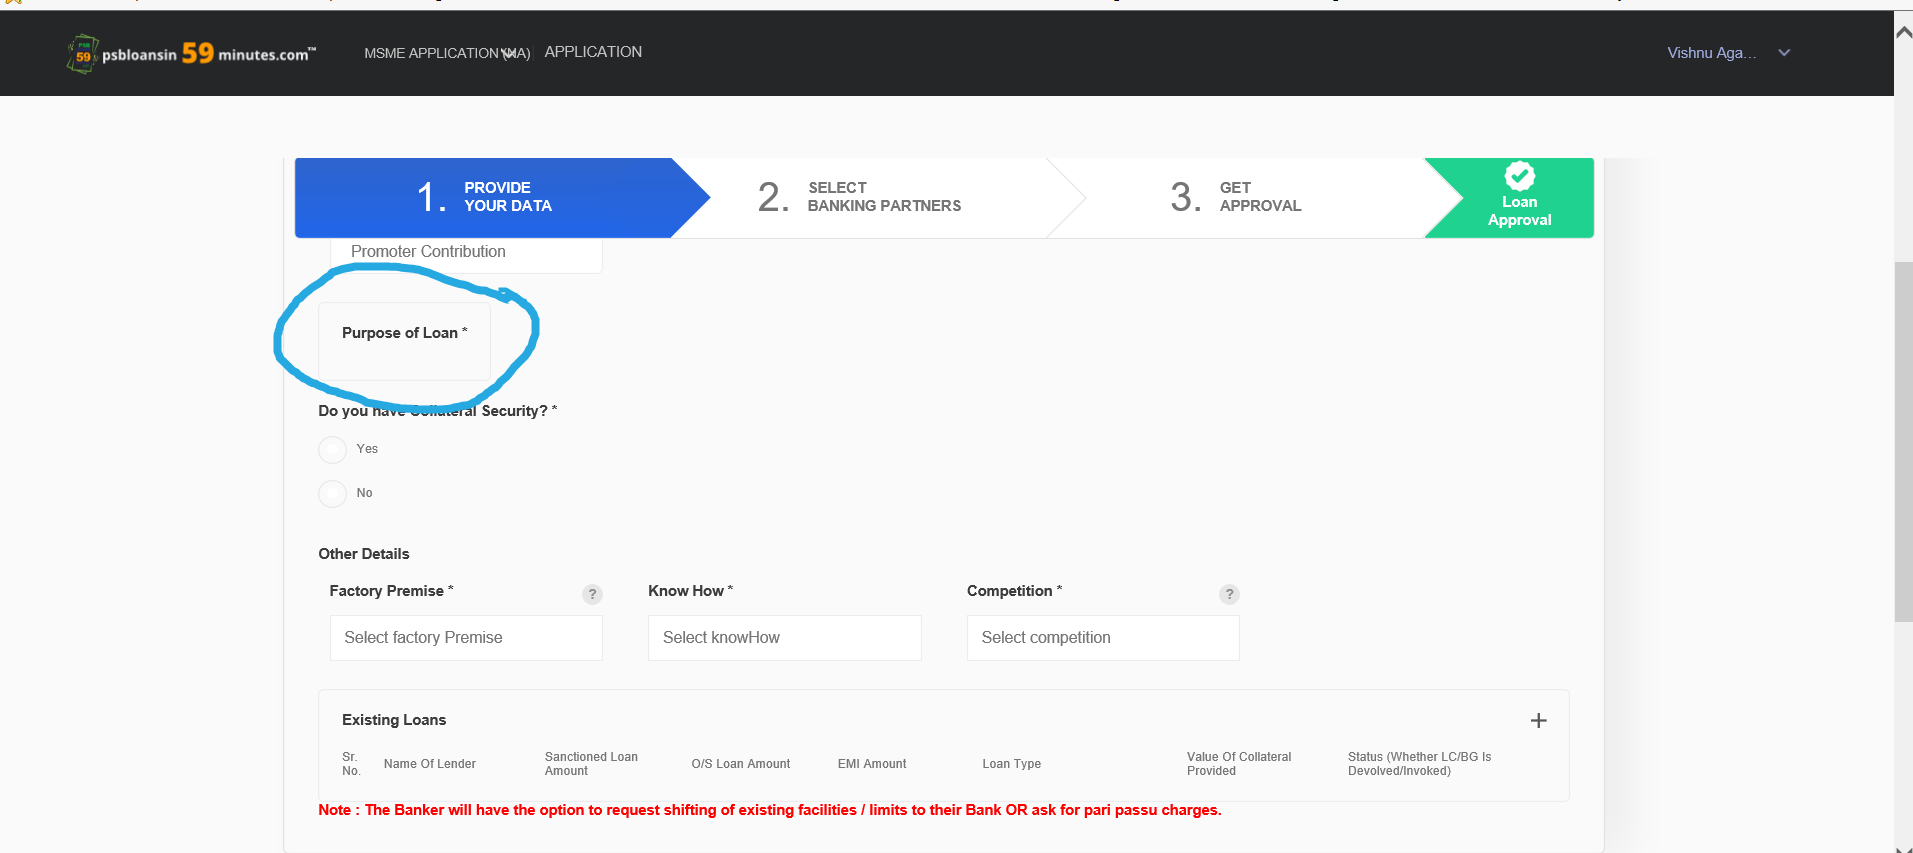 PSB
59
psbloansin 59 minutes.com™
MSME APPLICATION (NA) APPLICATION
Vishnu Aga...
1. PROVIDE
YOUR DATA
2. SELECT
BANKING PARTNERS
3. GET
APPROVAL
Loan
Approval
Promoter Contribution
Purpose of Loan *
Do you have Collateral Security? *
Yes
No
Other Details
Factory Premise * ?
Know How *
Competition * ?
Select factory Premise
Select knowHow
Select competition
Existing Loans +
Sr.
No.
Name Of Lender
Sanctioned Loan
Amount
O/S Loan Amount
EMI Amount
Loan Type
Value Of Collateral
Provided
Status (Whether LC/BG Is
Devolved/Invoked)
Note : The Banker will have the option to request shifting of existing facilities / limits to their Bank OR ask for pari passu charges.